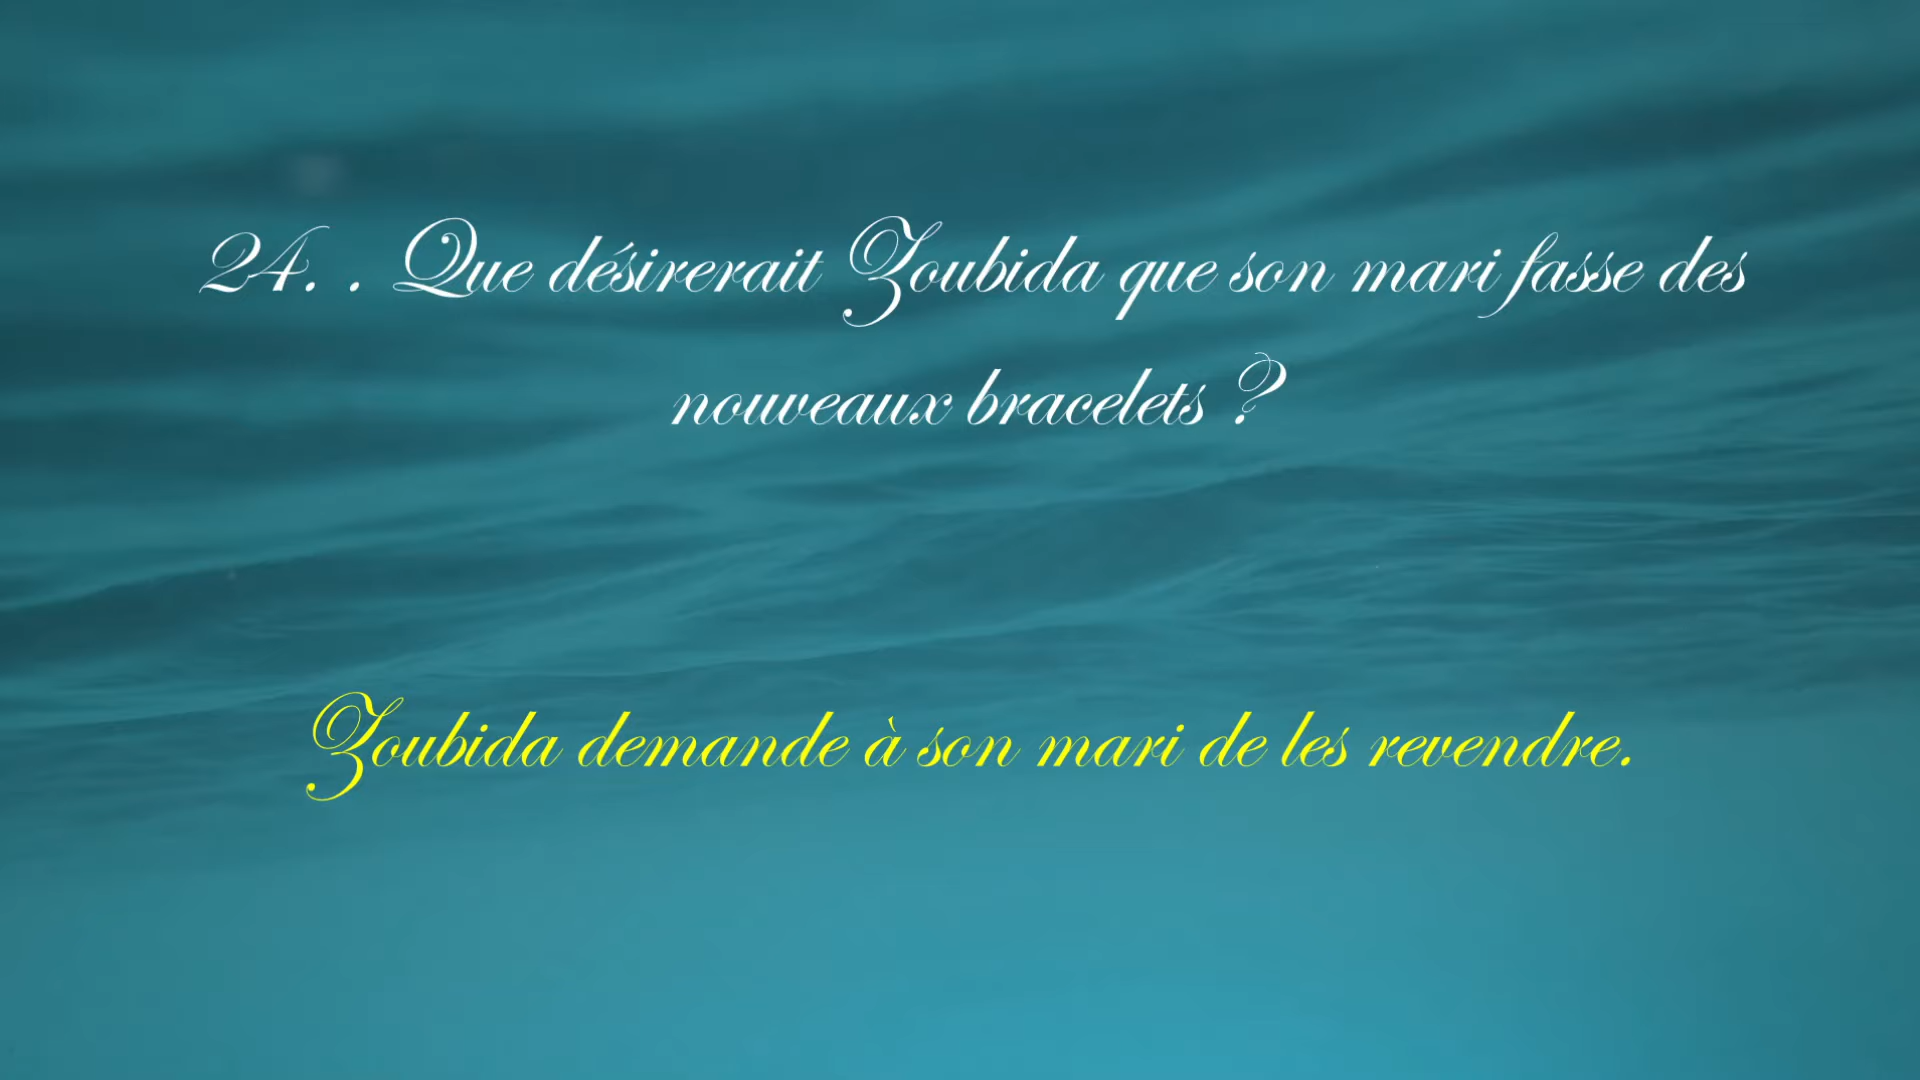 24. . Que désirerait Zoubida que son mari fasse des
nouveaux bracelets ?
Zoubida demande à son mari de les revendre.